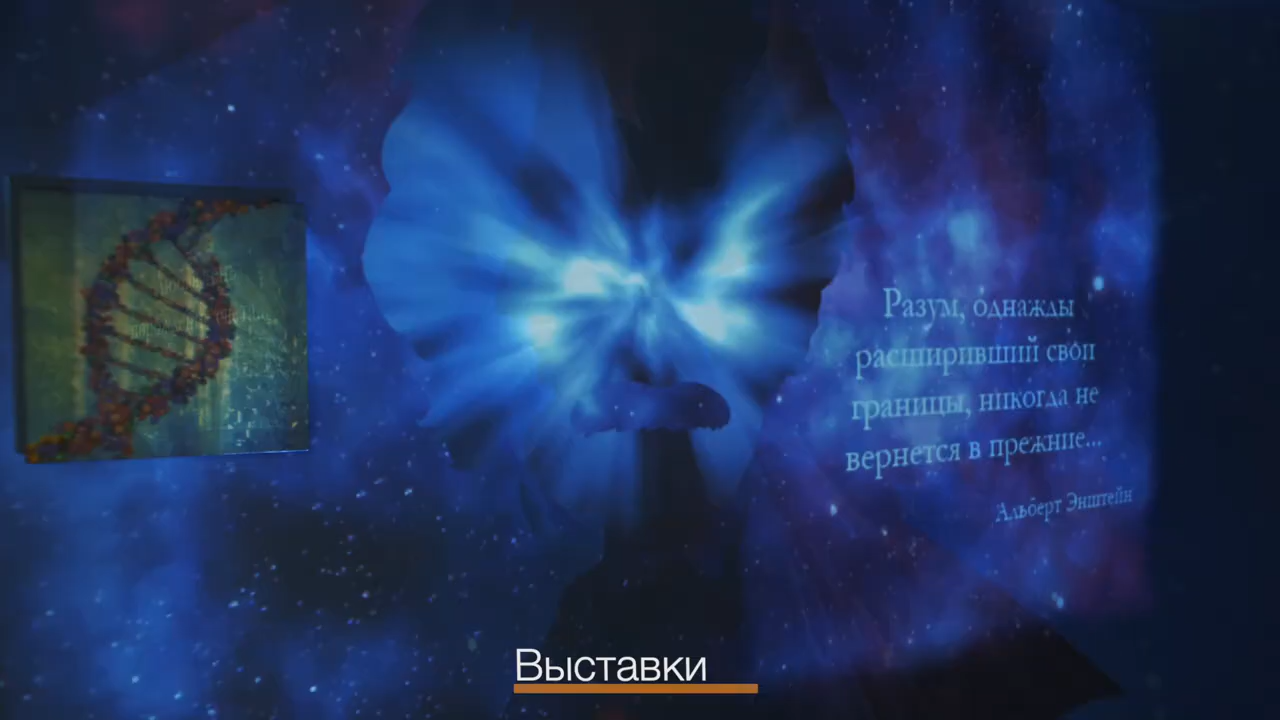 Разум, однажды
расширивший свои
границы, никогда не
вернется в прежние...
Альберт Энштейн
Выставки